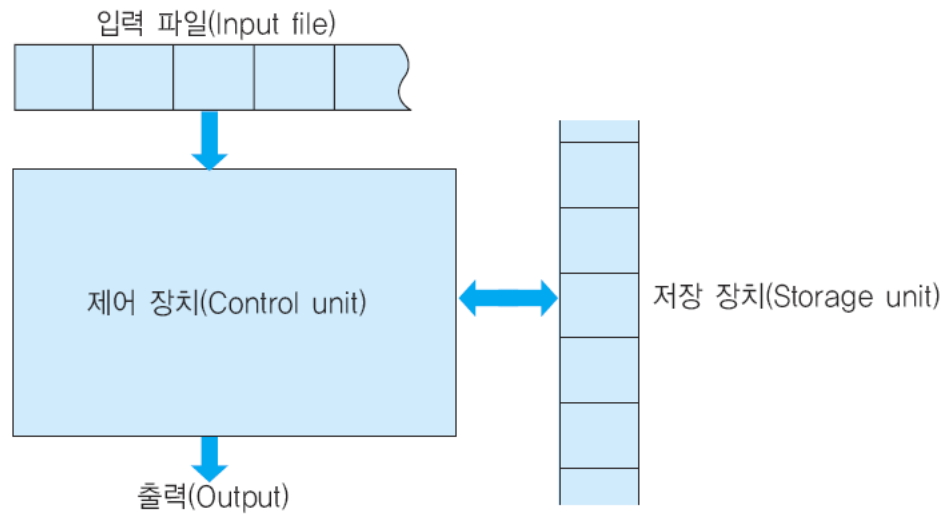 입력 파일(Input file)
제어 장치(Control unit)
저장 장치(Storage unit)
출력(Output)